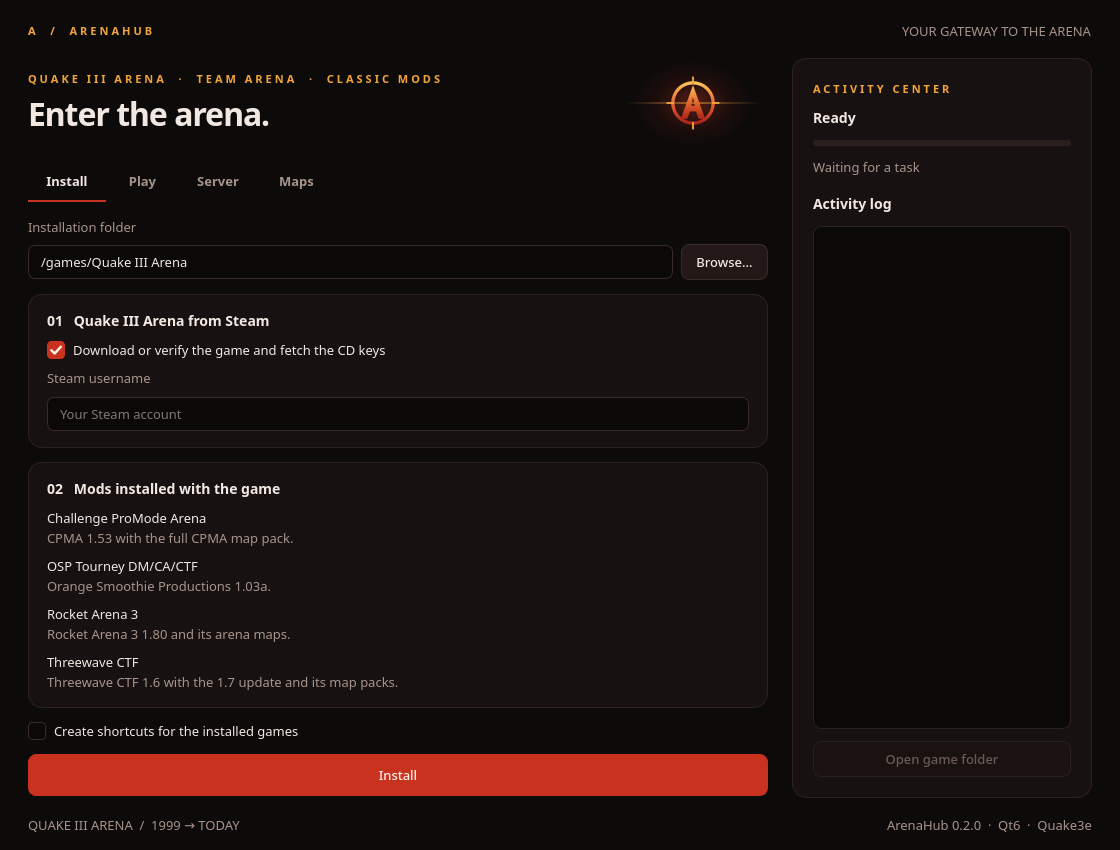 A / ARENAHUB
YOUR GATEWAY TO THE ARENA
QUAKE III ARENA · TEAM ARENA · CLASSIC MODS
Enter the arena.
A
Install Play Server Maps
Installation folder
/games/Quake III Arena
Browse...
01 Quake III Arena from Steam
Download or verify the game and fetch the CD keys
Steam username
Your Steam account
02 Mods installed with the game
Challenge ProMode Arena
CPMA 1.53 with the full CPMA map pack.
OSP Tourney DM/CA/CTF
Orange Smoothie Productions 1.03a.
Rocket Arena 3
Rocket Arena 3 1.80 and its arena maps.
Threewave CTF
Threewave CTF 1.6 with the 1.7 update and its map packs.
Create shortcuts for the installed games
Install
ACTIVITY CENTER
Ready
Waiting for a task
Activity log
Open game folder
QUAKE III ARENA / 1999 → TODAY
ArenaHub 0.2.0 · Qt6 · Quake3e